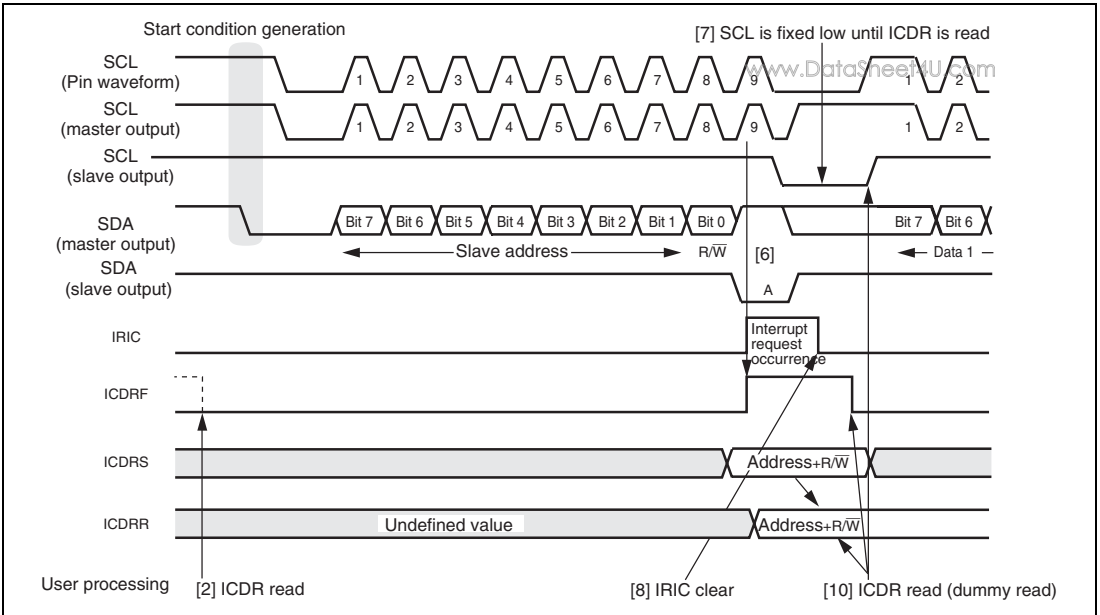 Start condition generation
[7] SCL is fixed low until ICDR is read
www.DataSheet4U.com
SCL
(Pin waveform)
1 2 3 4 5 6 7 8 9 1 2
SCL
(master output)
1 2 3 4 5 6 7 8 9 1 2
SCL
(slave output)
SDA
(master output)
Bit 7 Bit 6 Bit 5 Bit 4 Bit 3 Bit 2 Bit 1 Bit 0 Bit 7 Bit 6
Slave address R/W̅ [6] Data 1
SDA
(slave output)
A
IRIC
Interrupt
request
occurrence
ICDRF
ICDRS
Address+R/W̅
ICDRR
Undefined value
Address+R/W̅
User processing
[2] ICDR read
[8] IRIC clear
[10] ICDR read (dummy read)